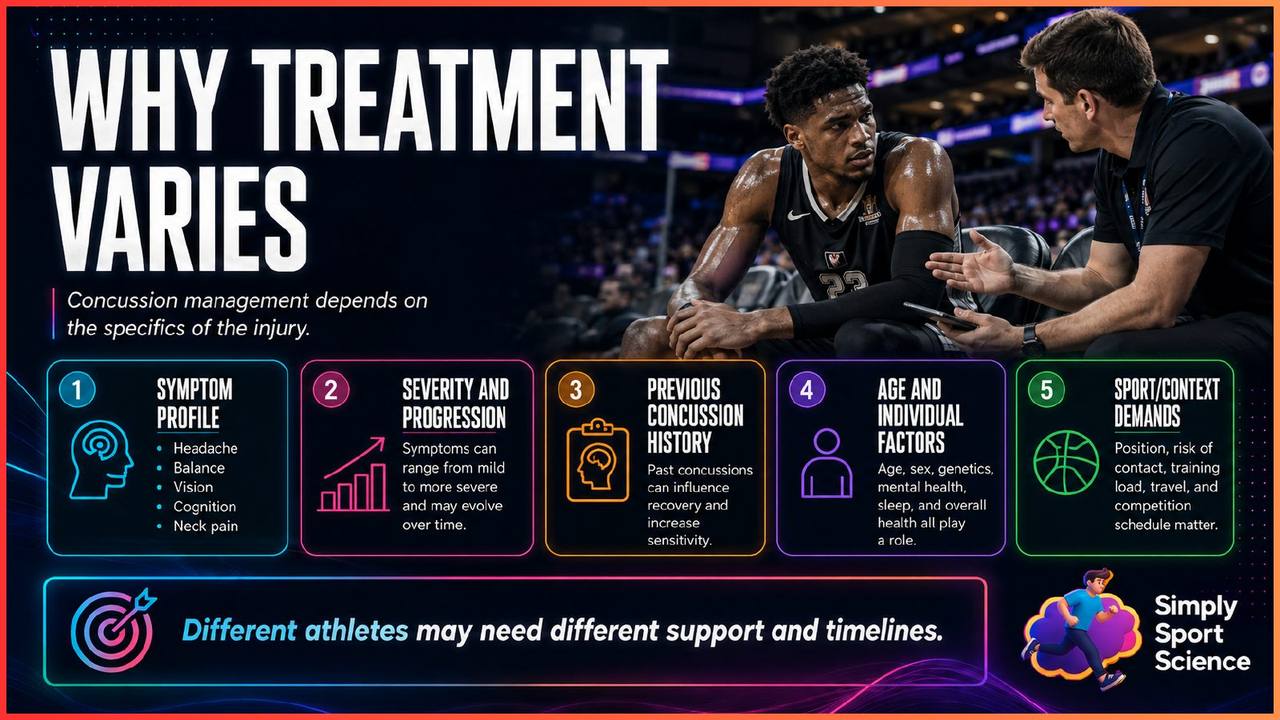 WHY TREATMENT
VARIES
Concussion management depends on
the specifics of the injury.
1
SYMPTOM
PROFILE
• Headache
• Balance
• Vision
• Cognition
• Neck pain
2
SEVERITY AND
PROGRESSION
Symptoms can
range from mild
to more severe
and may evolve
over time.
3
PREVIOUS
CONCUSSION
HISTORY
Past concussions
can influence
recovery and
increase
sensitivity.
4
AGE AND
INDIVIDUAL
FACTORS
Age, sex, genetics,
mental health,
sleep, and overall
health all play
a role.
5
SPORT/CONTEXT
DEMANDS
Position, risk of
contact, training
load, travel, and
competition
schedule matter.
Different athletes may need different support and timelines.
Simply
Sport
Science
23